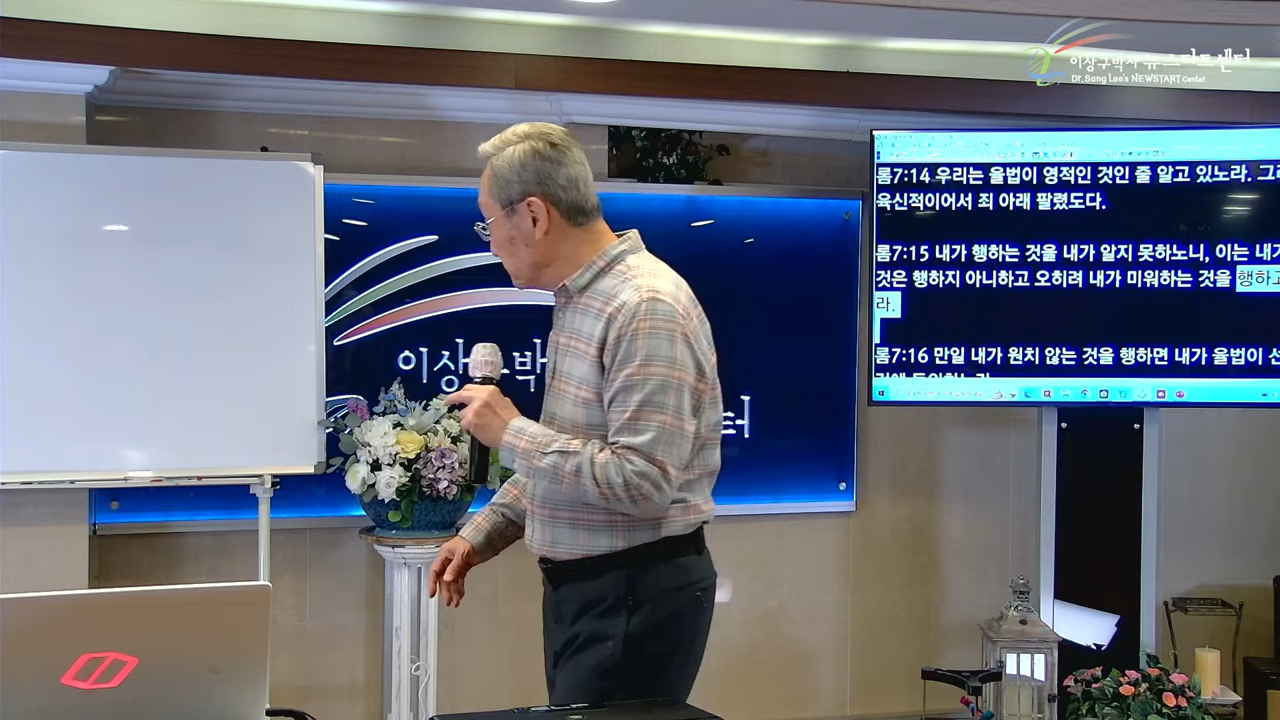 이상구박사 뉴스타트 센터
Dr. Sang Lee's NEWSTART Center
롬7:14 우리는 율법이 영적인 것인 줄 알고 있노라.
육신적이어서 죄 아래 팔렸도다.
롬7:15 내가 행하는 것을 내가 알지 못하노니, 이는 내가
것은 행하지 아니하고 오히려 내가 미워하는 것을 행하고
라.
롬7:16 만일 내가 원치 않는 것을 행하면 내가 율법이 선
이상 박
터